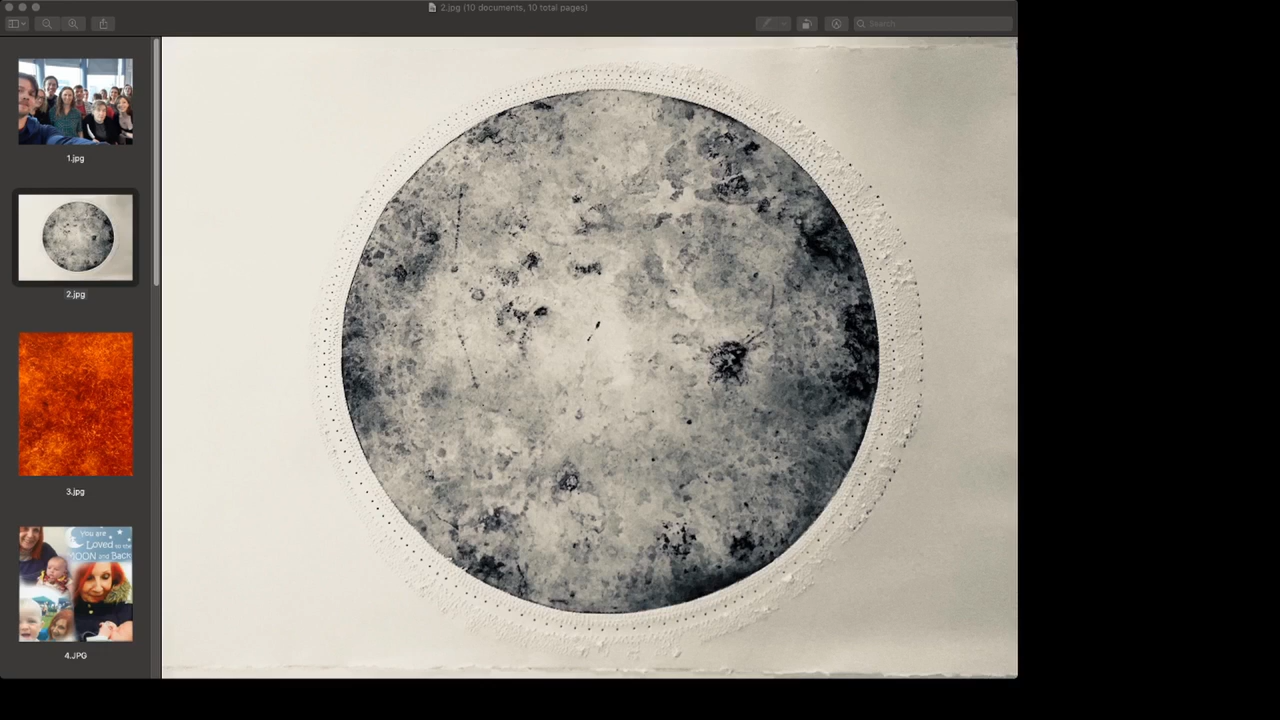 2.jpg (10 documents, 10 total pages)
Search
1.jpg
2.jpg
3.jpg
You are
Loved to the
MOON and Back
4.JPG